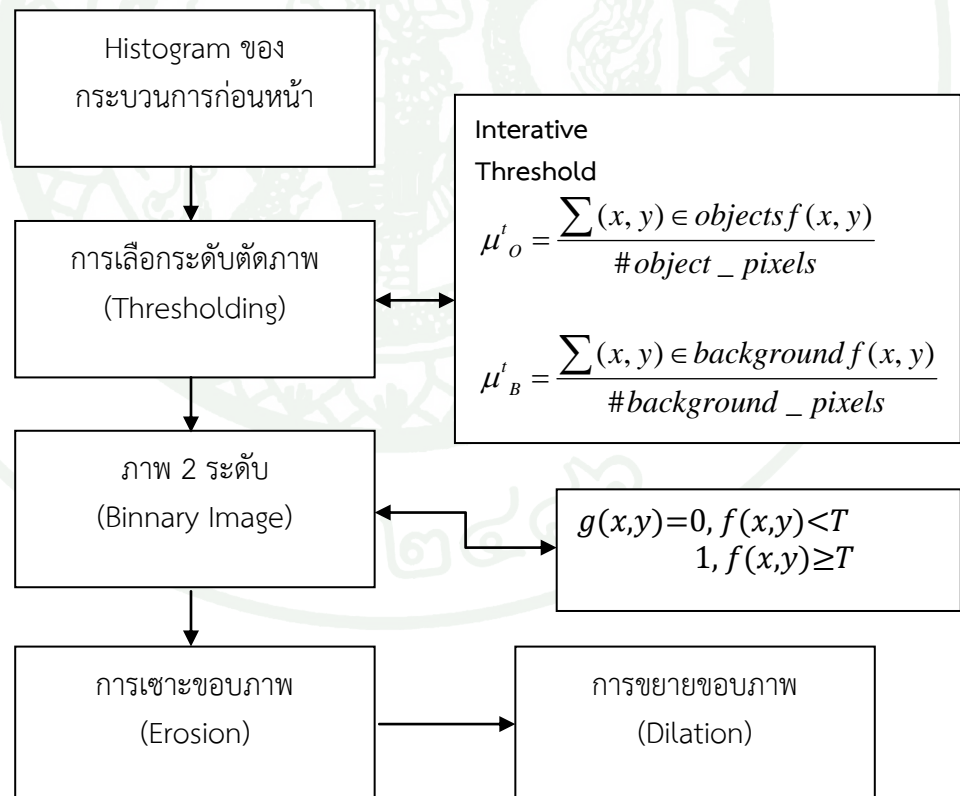 Histogram ของ
กระบวนการก่อนหน้า
การเลือกระดับตัดภาพ
(Thresholding)
Interative
Threshold
μ^t_O = ∑(x, y) ∈ objects f(x, y) / #object _ pixels
μ^t_B = ∑(x, y) ∈ background f(x, y) / #background _ pixels
ภาพ 2 ระดับ
(Binnary Image)
g(x,y)=0, f(x,y)<T
1, f(x,y)≥T
การเซาะขอบภาพ
(Erosion)
การขยายขอบภาพ
(Dilation)